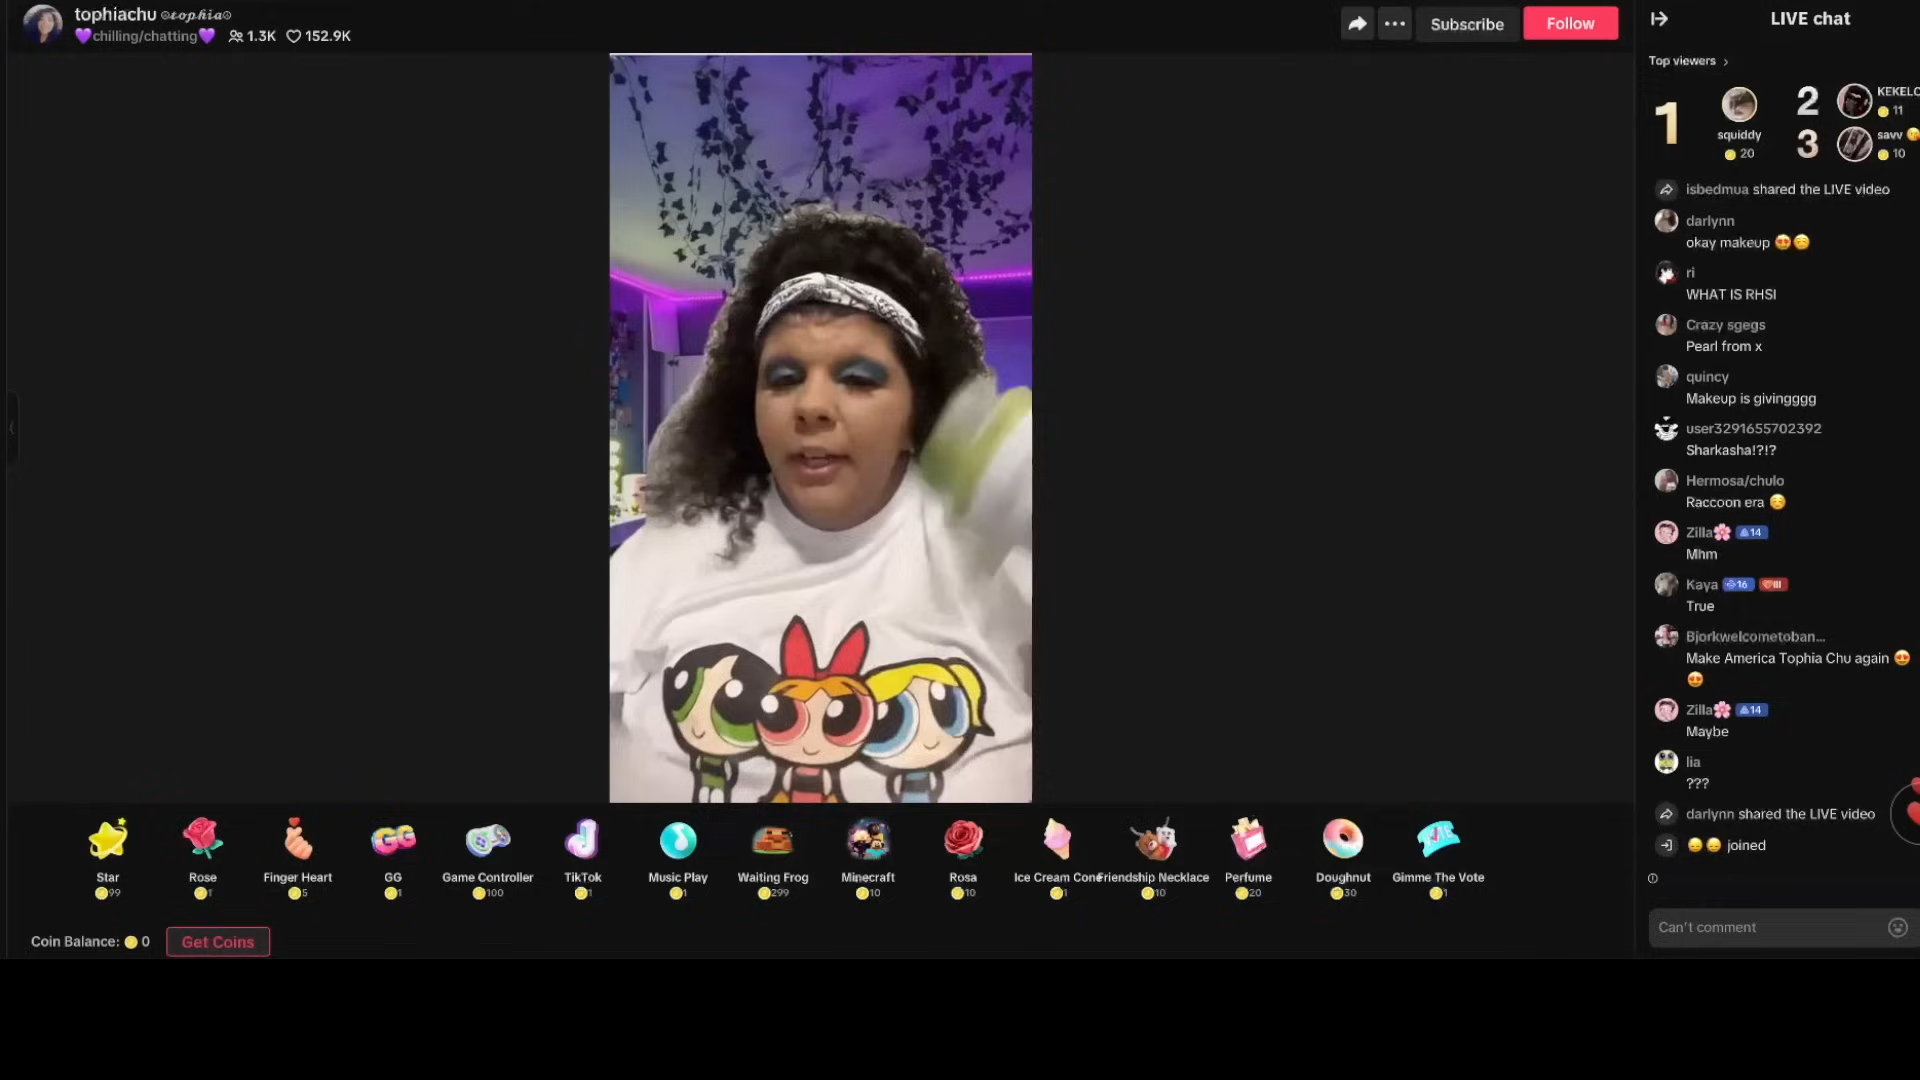 tophiachu ☮𝓽𝓸𝓹𝓱𝓲𝓪☮
💜chilling/chatting💜 1.3K 152.9K
Subscribe
Follow
LIVE chat
Top viewers
1
squiddy
20
2
KEKELO
11
3
savv 😘
10
isbedmua shared the LIVE video
darlynn
okay makeup 😍☺️
ri
WHAT IS RHSI
Crazy sgegs
Pearl from x
quincy
Makeup is givingggg
user3291655702392
Sharkasha!?!?
Hermosa/chulo
Raccoon era ☺️
Zilla🌸 14
Mhm
Kaya 16 III
True
Bjorkwelcometoban...
Make America Tophia Chu again 😍
😍
Zilla🌸 14
Maybe
lia
???
darlynn shared the LIVE video
😑😑 joined
Can't comment
Star
99
Rose
1
Finger Heart
5
GG
GG
1
Game Controller
100
TikTok
1
Music Play
1
Waiting Frog
299
Minecraft
10
Rosa
10
Ice Cream Cone
1
Friendship Necklace
10
Perfume
20
Doughnut
30
Gimme The Vote
1
Coin Balance: 0
Get Coins